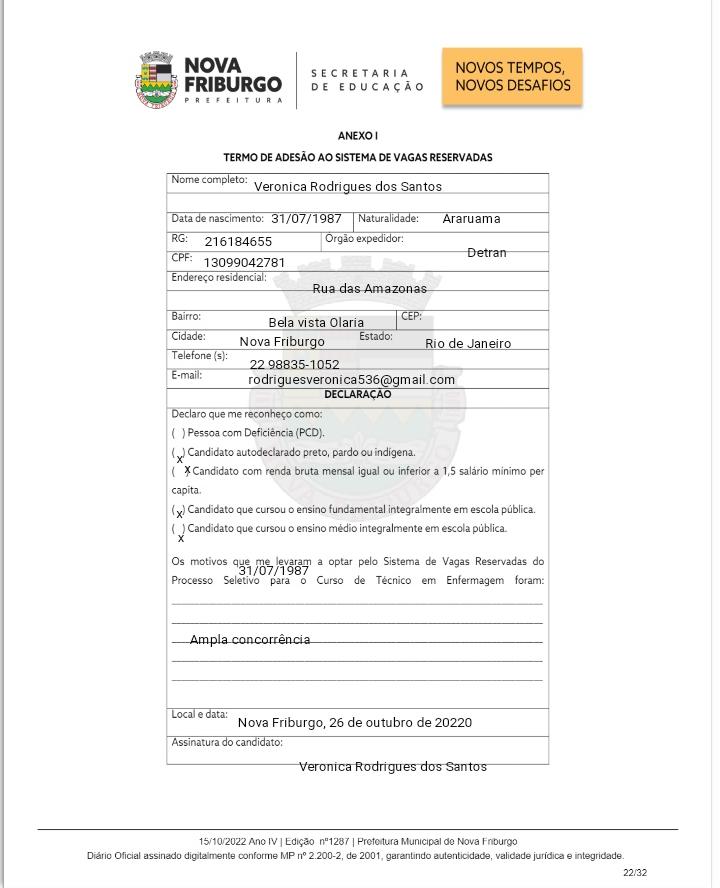 NOVA
FRIBURGO
PREFEITURA
SECRETARIA
DE EDUCAÇÃO
NOVOS TEMPOS,
NOVOS DESAFIOS
ANEXO I
TERMO DE ADESÃO AO SISTEMA DE VAGAS RESERVADAS
Nome completo: Veronica Rodrigues dos Santos
Data de nascimento: 31/07/1987 Naturalidade: Araruama
RG: 216184655 Órgão expedidor: Detran
CPF: 13099042781
Endereço residencial: Rua das Amazonas
Bairro: Bela vista Olaria CEP:
Cidade: Nova Friburgo Estado: Rio de Janeiro
Telefone (s): 22 98835-1052
E-mail: rodriguesveronica536@gmail.com
DECLARAÇÃO
Declaro que me reconheço como:
( ) Pessoa com Deficiência (PCD).
(x) Candidato autodeclarado preto, pardo ou indígena.
(x) Candidato com renda bruta mensal igual ou inferior a 1,5 salário mínimo per
capita.
(x) Candidato que cursou o ensino fundamental integralmente em escola pública.
(x) Candidato que cursou o ensino médio integralmente em escola pública.
Os motivos que me levaram a optar pelo Sistema de Vagas Reservadas do
31/07/1987
Processo Seletivo para o Curso de Técnico em Enfermagem foram:
Ampla concorrência
Local e data: Nova Friburgo, 26 de outubro de 20220
Assinatura do candidato:
Veronica Rodrigues dos Santos
15/10/2022 Ano IV | Edição nº1287 | Prefeitura Municipal de Nova Friburgo
Diário Oficial assinado digitalmente conforme MP nº 2.200-2, de 2001, garantindo autenticidade, validade jurídica e integridade.
22/32